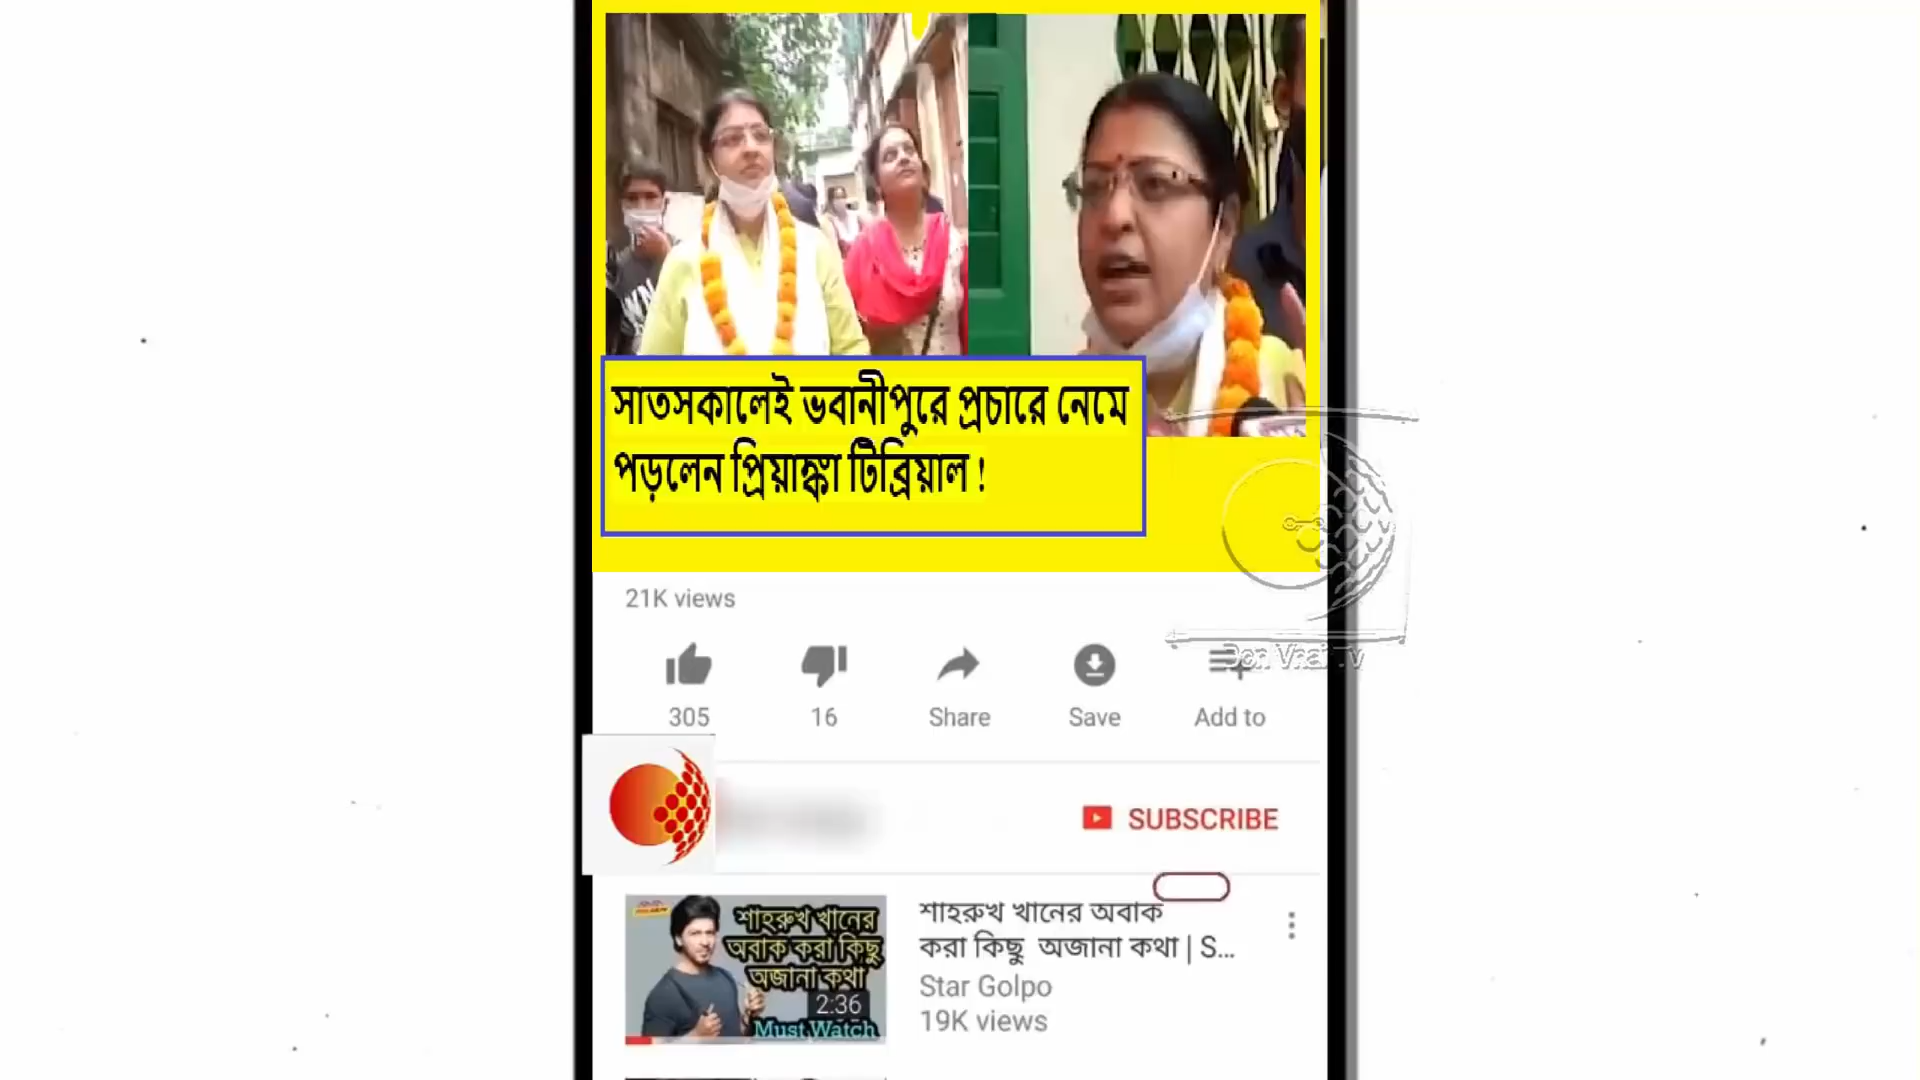 সাতসকালেই ভবানীপুরে প্রচারে নেমে
পড়লেন প্রিয়াঙ্কা টিব্রিয়াল !
21K views
305
16
Share
Save
Add to
SUBSCRIBE
শাহরুখ খানের
অবাক করা কিছু
অজানা কথা
2:36
Must Watch
শাহরুখ খানের অবাক
করা কিছু অজানা কথা | S...
Star Golpo
19K views